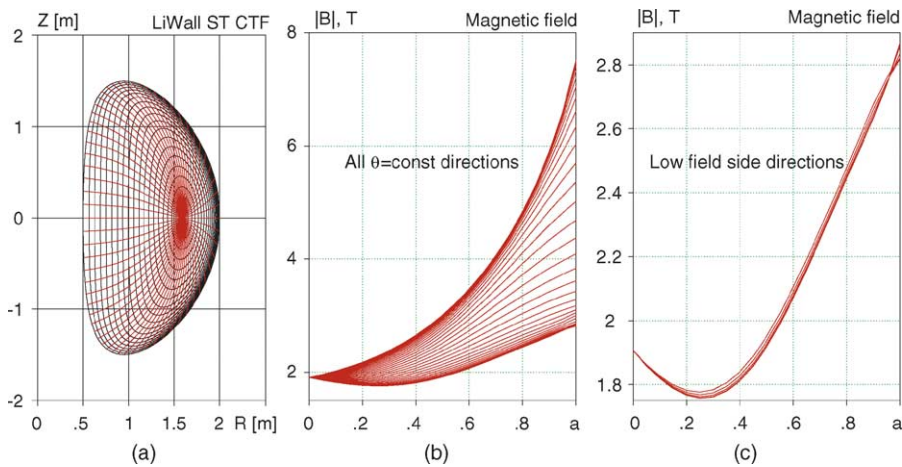 Z [m] LiWall ST CTF
2
1
0
-1
-2
0 .5 1 1.5 2 R [m]
(a)
|B|, T Magnetic field
8
6
4
2
All θ=const directions
0 .2 .4 .6 .8 a
(b)
|B|, T Magnetic field
2.8
2.6
2.4
2.2
2
1.8
Low field side directions
0 .2 .4 .6 .8 a
(c)